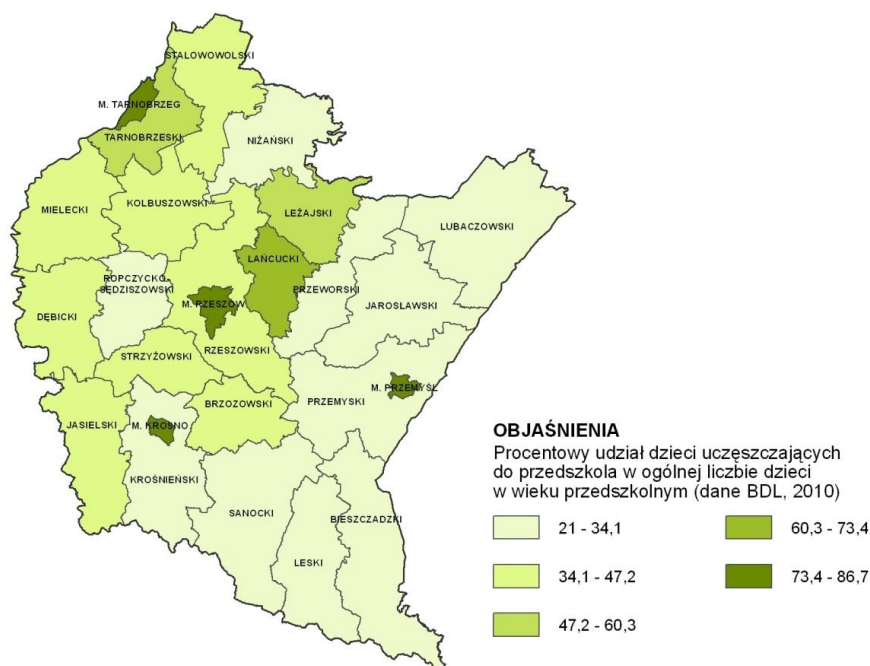 STALOWOWOLSKI
M. TARNOBRZEG
TARNOBRZESKI
NIŻAŃSKI
MIELECKI
KOLBUSZOWSKI
LEŻAJSKI
LUBACZOWSKI
ŁAŃCUCKI
ROPCZYCKO-
SĘDZISZOWSKI
PRZEWORSKI
M. RZESZÓW
JAROSŁAWSKI
DĘBICKI
RZESZOWSKI
STRZYŻOWSKI
M. PRZEMYŚL
PRZEMYSKI
BRZOZOWSKI
JASIELSKI
M. KROSNO
KROŚNIEŃSKI
SANOCKI
BIESZCZADZKI
LESKI
OBJAŚNIENIA
Procentowy udział dzieci uczęszczających
do przedszkola w ogólnej liczbie dzieci
w wieku przedszkolnym (dane BDL, 2010)
21 - 34,1
34,1 - 47,2
47,2 - 60,3
60,3 - 73,4
73,4 - 86,7